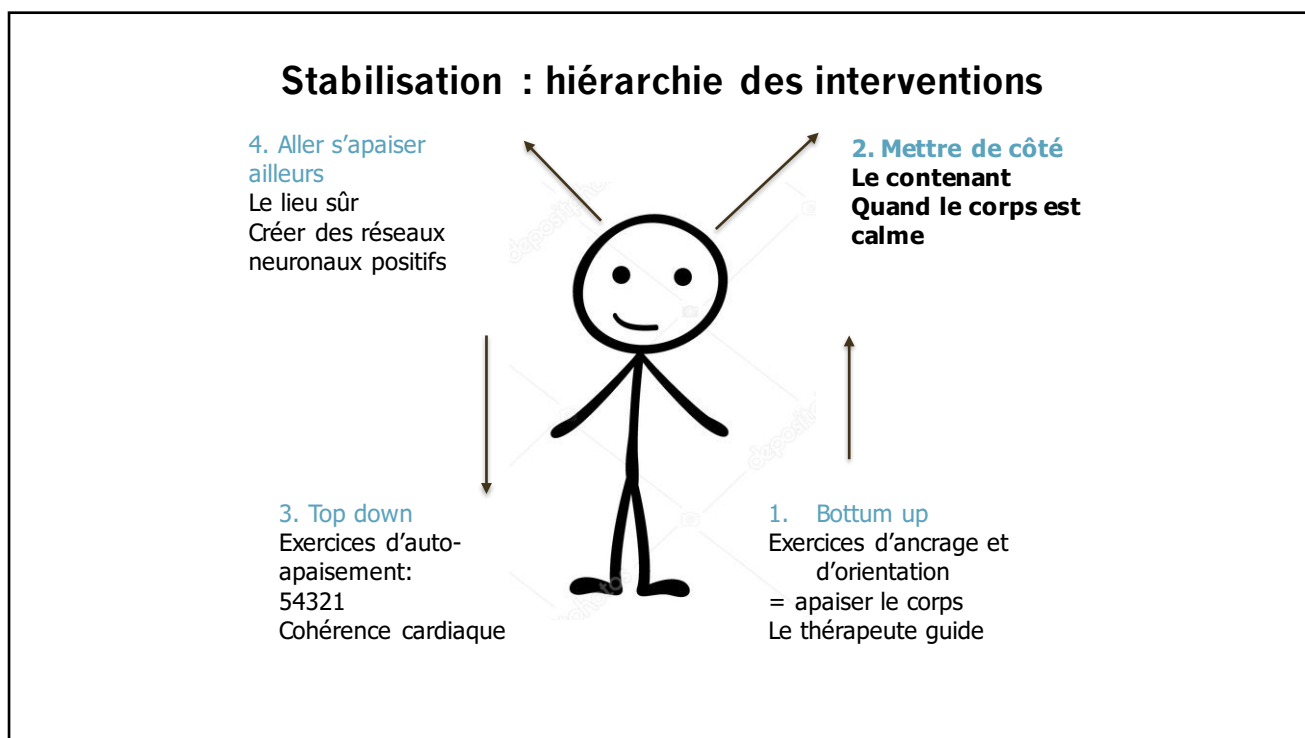 Stabilisation : hiérarchie des interventions
4. Aller s’apaiser
ailleurs
Le lieu sûr
Créer des réseaux
neuronaux positifs
2. Mettre de côté
Le contenant
Quand le corps est
calme
3. Top down
Exercices d’auto-
apaisement:
54321
Cohérence cardiaque
1. Bottum up
Exercices d’ancrage et
d’orientation
= apaiser le corps
Le thérapeute guide